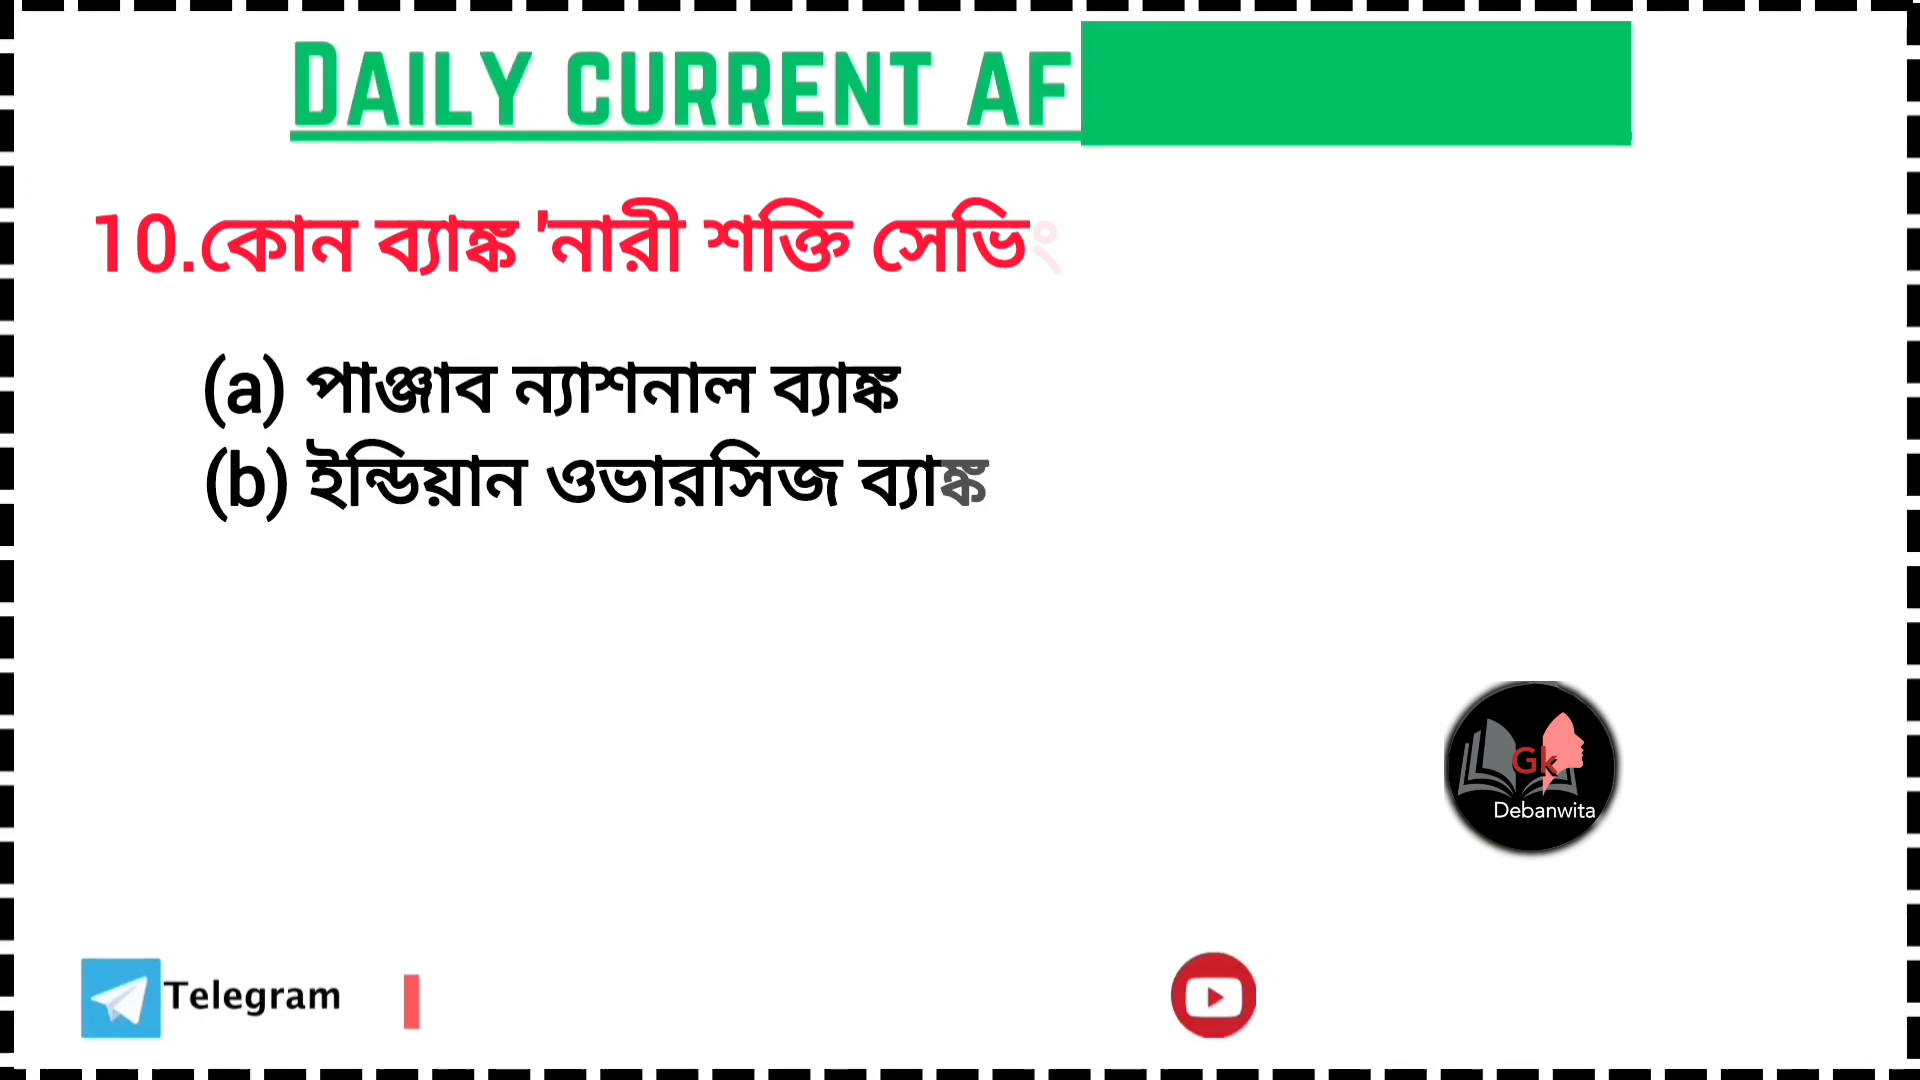 DAILY CURRENT AF
10.কোন ব্যাঙ্ক 'নারী শক্তি সেভিং
(a) পাঞ্জাব ন্যাশনাল ব্যাঙ্ক
(b) ইন্ডিয়ান ওভারসিজ ব্যাঙ্ক
Gk
Debanwita
Telegram